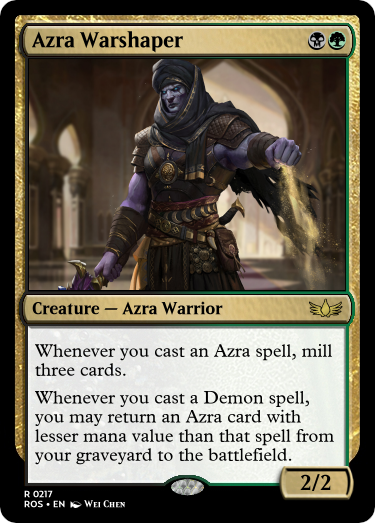 Azra Warshaper
Creature — Azra Warrior
Whenever you cast an Azra spell, mill
three cards.
Whenever you cast a Demon spell,
you may return an Azra card with
lesser mana value than that spell from
your graveyard to the battlefield.
2/2
R 0217
ROS • EN Wei Chen